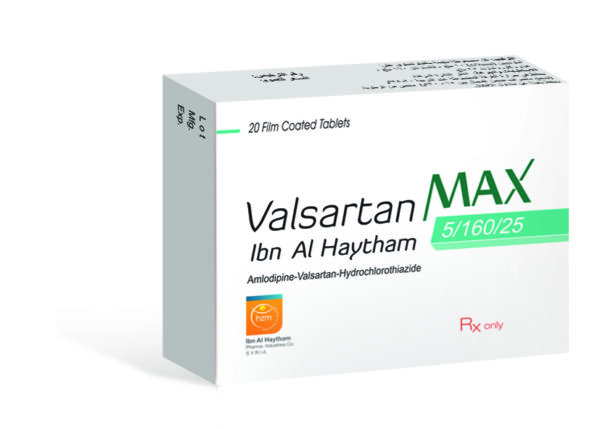 Lot
Mfg.
Exp.
20 Film Coated Tablets
Valsartan MAX
5/160/25
Ibn Al Haytham
Amlodipine-Valsartan-Hydrochlorothiazide
hzm
Ibn Al Haytham
Pharma. Industries Co.
SYRIA
Rx only